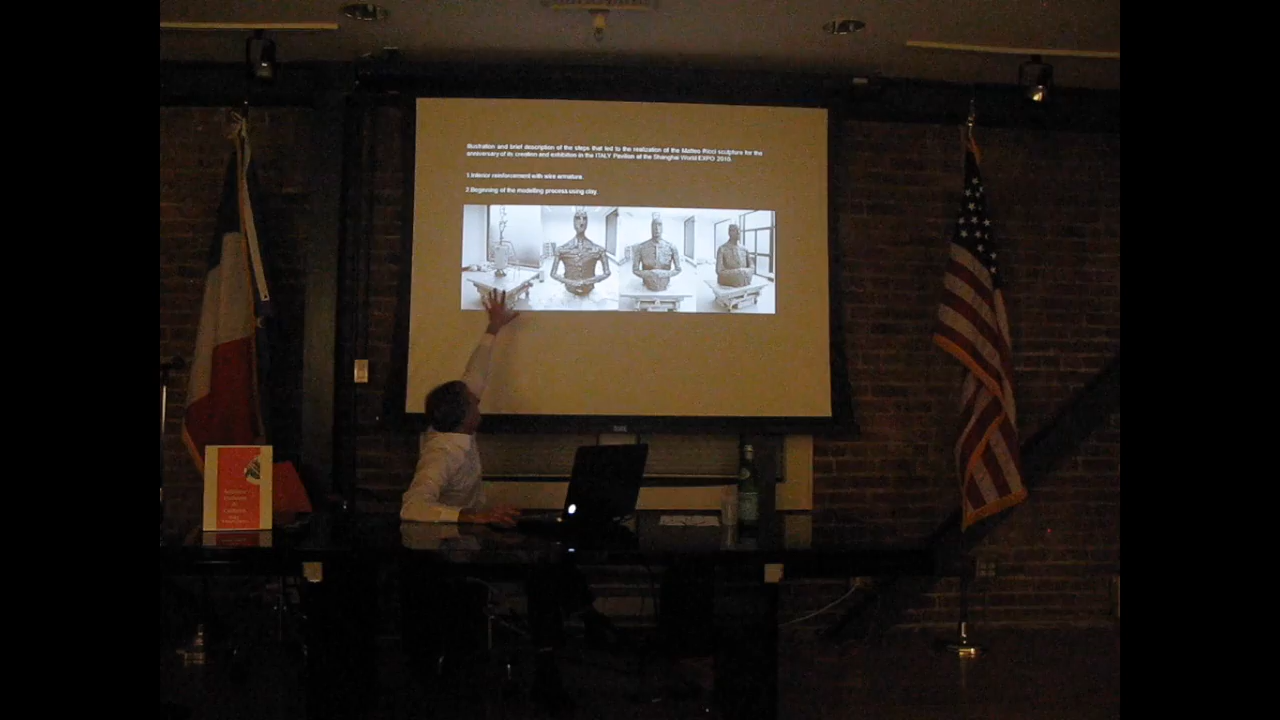 Illustration and brief description of the steps that led to the realization of the Matteo Ricci sculpture for the
anniversary of its creation and exhibition in the ITALY Pavilion at the Shanghai World EXPO 2010.
1.Interior reinforcement with wire armature.
2.Beginning of the modelling process using clay.